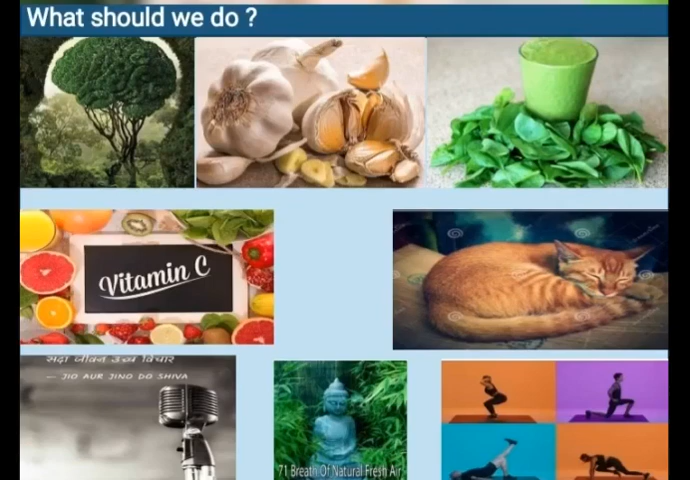 What should we do ?
Vitamin C
सदा जीवन उच्च विचार
— JIO AUR JINO DO SHIVA
71 Breath Of Natural Fresh Air